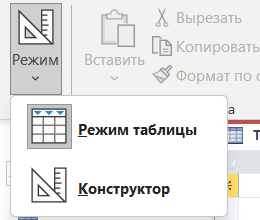 Вырезать
Режим
Вставить
Копировать
Формат по о
Режим таблицы
Конструктор